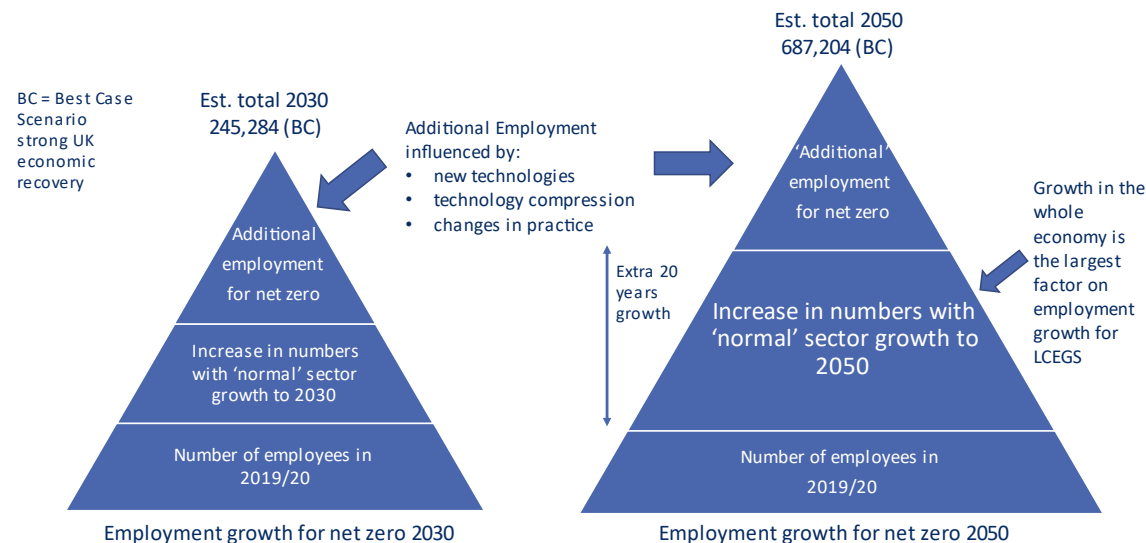 BC = Best Case
Scenario
strong UK
economic
recovery
Est. total 2030
245,284 (BC)
Additional
employment
for net zero
Increase in numbers
with ‘normal’ sector
growth to 2030
Number of employees in
2019/20
Employment growth for net zero 2030
Additional Employment
influenced by:
• new technologies
• technology compression
• changes in practice
Extra 20
years
growth
Est. total 2050
687,204 (BC)
‘Additional’
employment
for net zero
Increase in numbers with
‘normal’ sector growth to
2050
Number of employees in
2019/20
Employment growth for net zero 2050
Growth in the
whole
economy is
the largest
factor on
employment
growth for
LCEGS